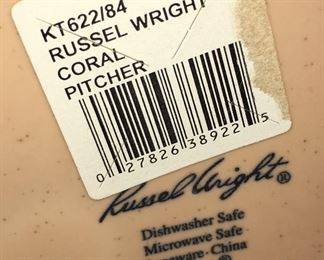 KT622/84
RUSSEL WRIGHT
CORAL
PITCHER
0 27826 38922 5
Russel Wright®
Dishwasher Safe
Microwave Safe
China
®